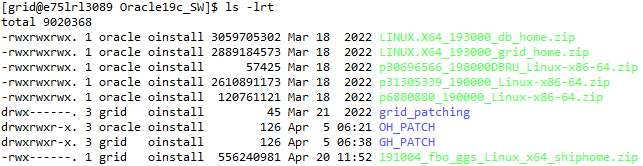 [grid@e75lrl3089 Oracle19c_SW]$ ls -lrt
total 9020368
-rwxrwxrwx. 1 oracle oinstall 3059705302 Mar 18  2022 LINUX.X64_193000_db_home.zip
-rwxrwxrwx. 1 oracle oinstall 2889184573 Mar 18  2022 LINUX.X64_193000_grid_home.zip
-rwxrwxrwx. 1 oracle oinstall      57425 Mar 18  2022 p30696566_198000DBRU_Linux-x86-64.zip
-rwxrwxrwx. 1 oracle oinstall 2610891173 Mar 18  2022 p31305339_190000_Linux-x86-64.zip
-rwxrwxrwx. 1 oracle oinstall  120761121 Mar 18  2022 p6880880_190000_Linux-x86-64.zip
drwx------. 3 grid   oinstall         45 Mar 21  2022 grid_patching
drwxrwxr-x. 3 oracle oinstall        126 Apr  5 06:21 OH_PATCH
drwxrwxr-x. 3 grid   oinstall        126 Apr  5 06:38 GH_PATCH
-rwx------. 1 grid   oinstall  556240981 Apr 20 11:52 191004_fbo_ggs_Linux_x64_shiphome.zip